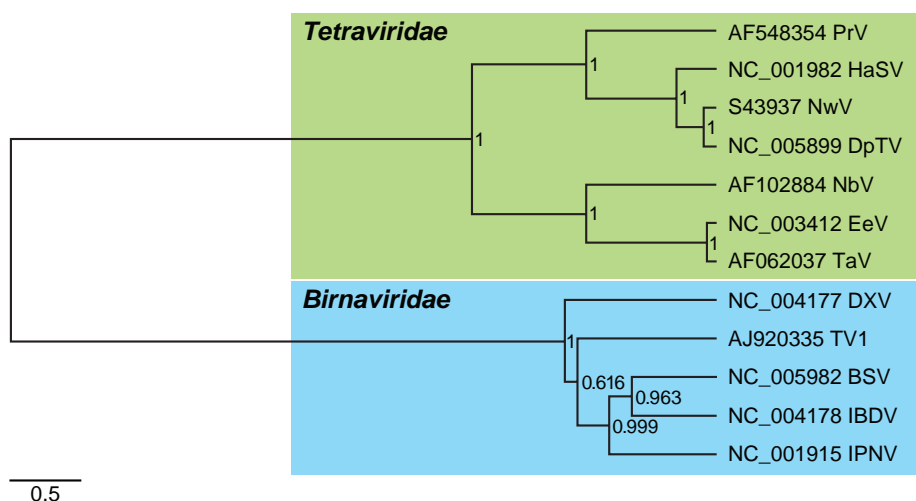 Tetraviridae
AF548354 PrV
1
NC_001982 HaSV
1
S43937 NwV
1
NC_005899 DpTV
1
AF102884 NbV
1
NC_003412 EeV
1
AF062037 TaV
Birnaviridae
NC_004177 DXV
1
AJ920335 TV1
0.616
NC_005982 BSV
0.963
NC_004178 IBDV
0.999
NC_001915 IPNV
0.5